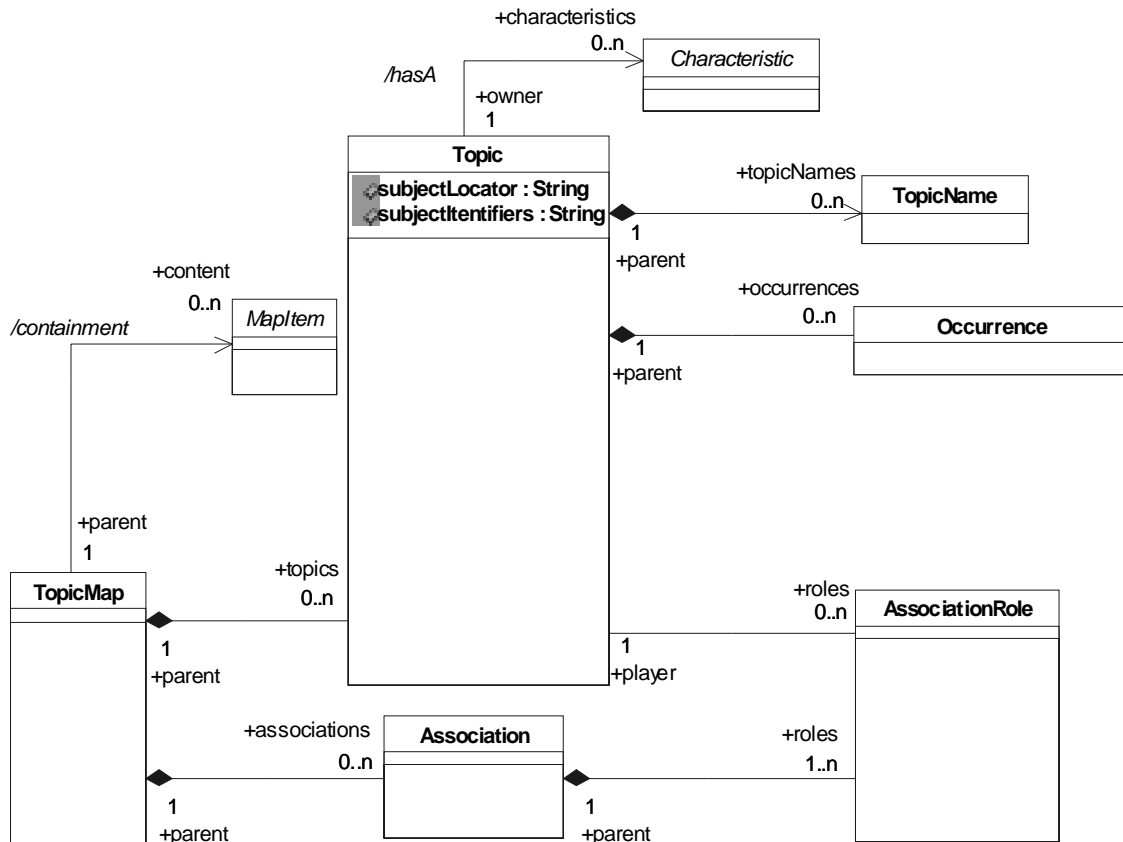 +characteristics
0..n
Characteristic
/hasA
+owner
1
Topic
subjectLocator : String
subjectItentifiers : String
+topicNames
0..n
TopicName
1
+parent
+content
0..n
MapItem
/containment
+occurrences
0..n
Occurrence
1
+parent
+parent
1
TopicMap
+topics
0..n
1
+parent
+roles
0..n
AssociationRole
1
+player
+associations
0..n
Association
+roles
1..n
1
+parent
1
+parent